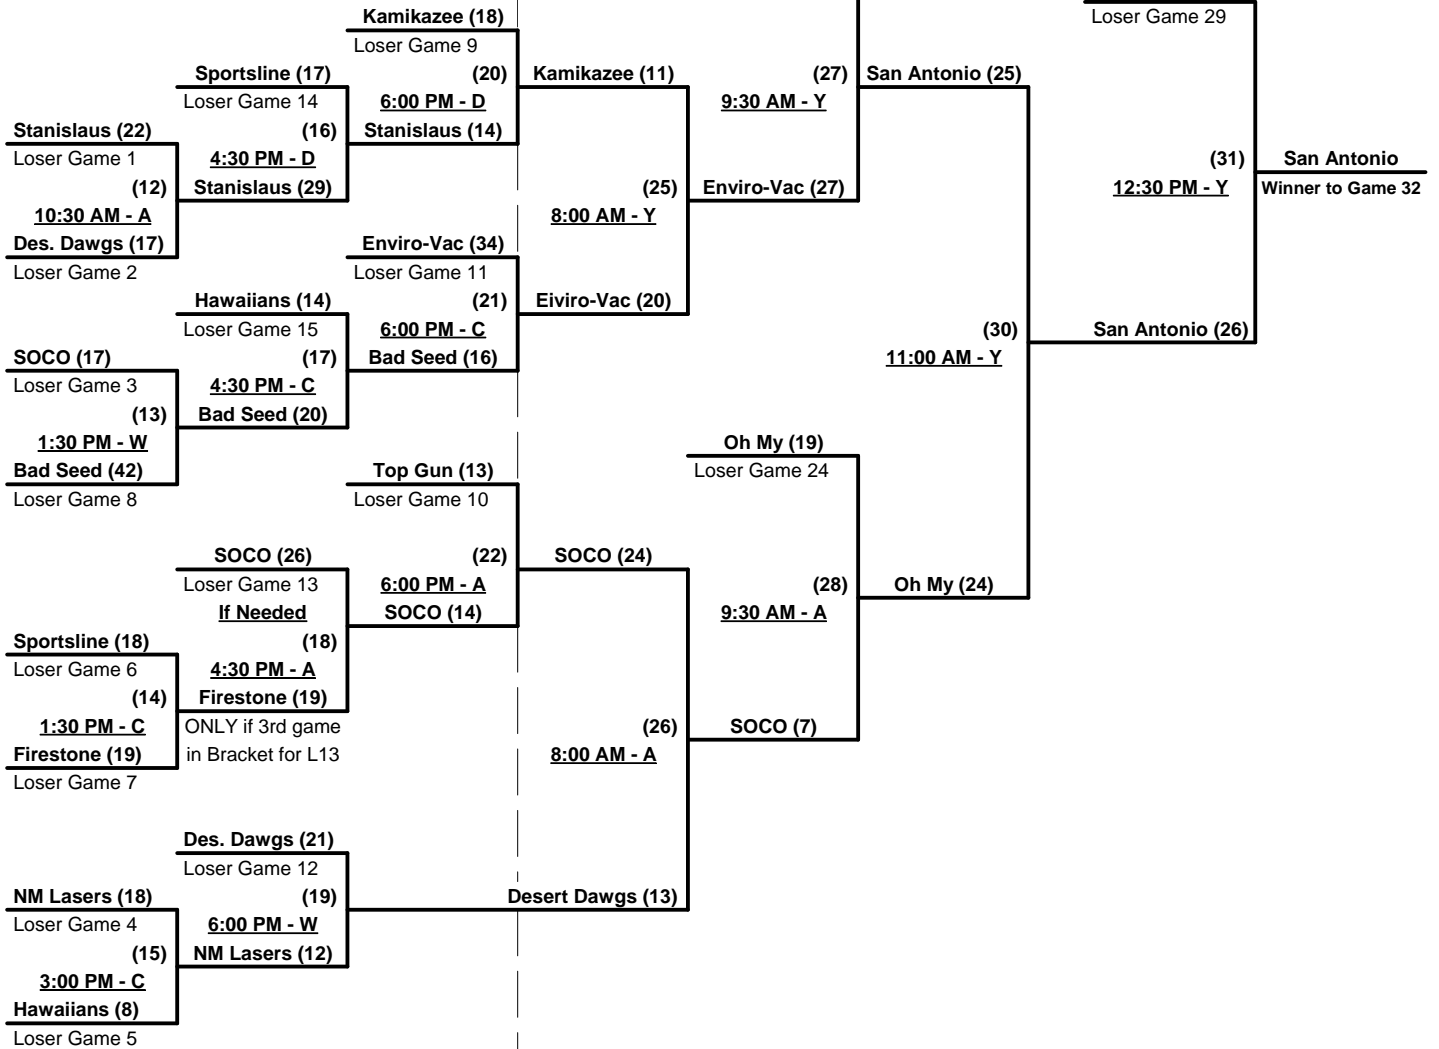 Kamikazee (18)
Loser Game 29
Loser Game 9
Sportsline (17)
(20)
Kamikazee (11)
(27)
San Antonio (25)
Loser Game 14
6:00 PM - D
9:30 AM - Y
Stanislaus (22)
(16)
Stanislaus (14)
Loser Game 1
4:30 PM - D
(31)
San Antonio
(12)
Stanislaus (29)
(25)
Enviro-Vac (27)
12:30 PM - Y
Winner to Game 32
10:30 AM - A
8:00 AM - Y
Des. Dawgs (17)
Enviro-Vac (34)
Loser Game 2
Loser Game 11
Hawaiians (14)
(21)
Eiviro-Vac (20)
Loser Game 15
6:00 PM - C
(30)
San Antonio (26)
SOCO (17)
(17)
Bad Seed (16)
11:00 AM - Y
Loser Game 3
4:30 PM - C
(13)
Bad Seed (20)
1:30 PM - W
Oh My (19)
Bad Seed (42)
Top Gun (13)
Loser Game 24
Loser Game 8
Loser Game 10
SOCO (26)
(22)
SOCO (24)
Loser Game 13
6:00 PM - A
(28)
Oh My (24)
If Needed
SOCO (14)
9:30 AM - A
Sportsline (18)
(18)
Loser Game 6
4:30 PM - A
(14)
Firestone (19)
1:30 PM - C
ONLY if 3rd game
(26)
SOCO (7)
Firestone (19)
in Bracket for L13
8:00 AM - A
Loser Game 7
Des. Dawgs (21)
Loser Game 12
NM Lasers (18)
(19)
Desert Dawgs (13)
Loser Game 4
6:00 PM - W
(15)
NM Lasers (12)
3:00 PM - C
Hawaiians (8)
Loser Game 5